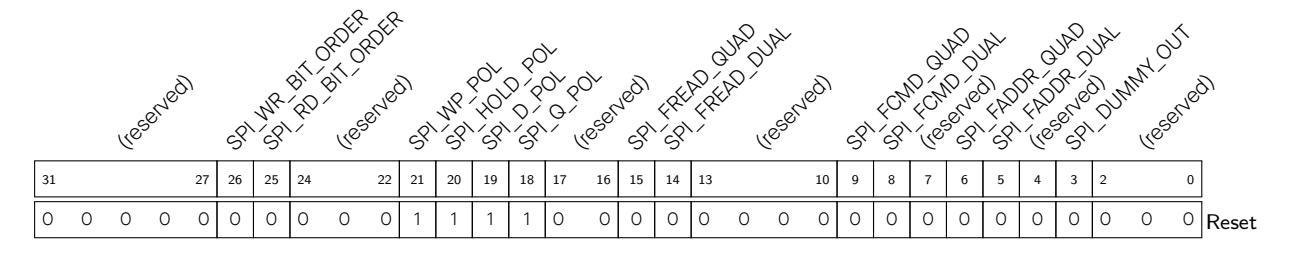 (reserved)
SPI_WR_BIT_ORDER
SPI_RD_BIT_ORDER
(reserved)
SPI_WP_POL
SPI_HOLD_POL
SPI_D_POL
SPI_Q_POL
(reserved)
SPI_FREAD_QUAD
SPI_FREAD_DUAL
(reserved)
SPI_FCMD_QUAD
SPI_FCMD_DUAL
(reserved)
SPI_FADDR_QUAD
SPI_FADDR_DUAL
(reserved)
SPI_DUMMY_OUT
(reserved)
31 27 26 25 24 22 21 20 19 18 17 16 15 14 13 10 9 8 7 6 5 4 3 2 0
0 0 0 0 0 0 0 0 0 0 1 1 1 1 0 0 0 0 0 0 0 0 0 0 0 0 0 0 0 0 0 0 Reset